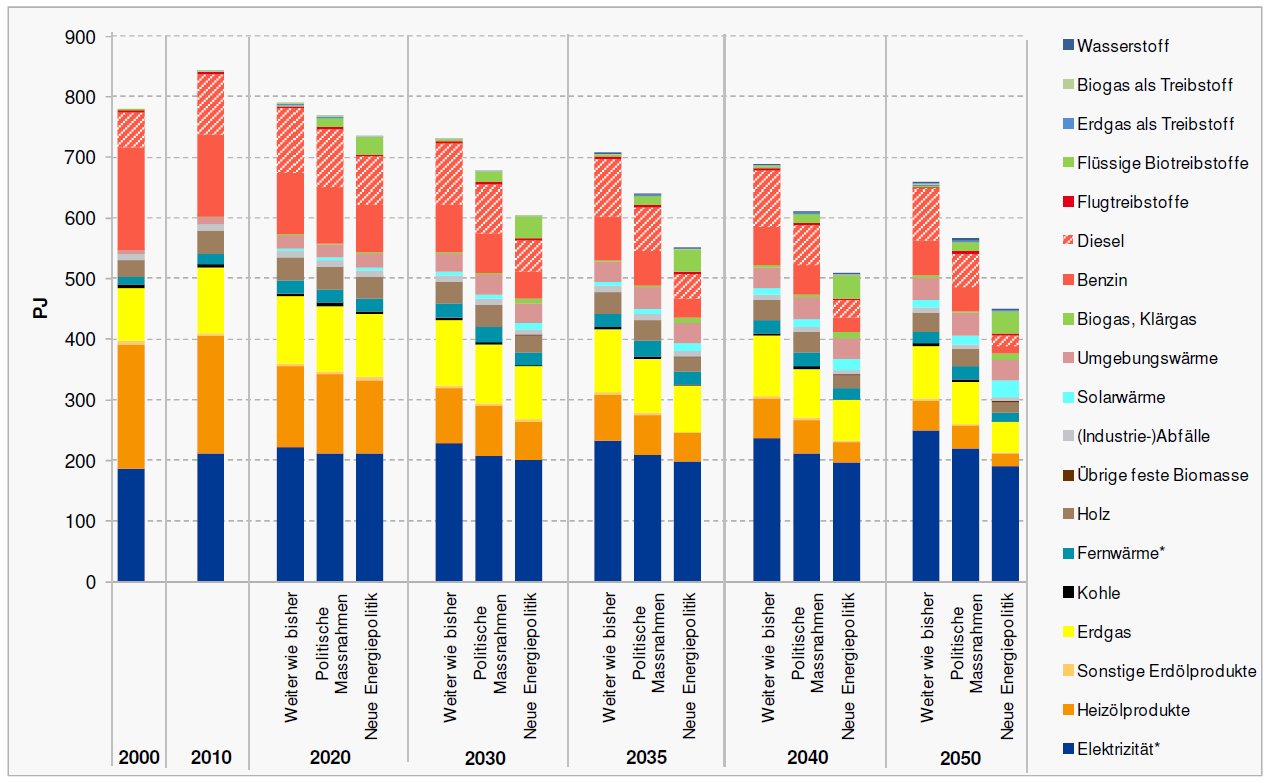 900
800
700
600
500
400
300
200
100
0
PJ
Weiter wie bisher
Politische
Massnahmen
Neue Energiepolitik
Weiter wie bisher
Politische
Massnahmen
Neue Energiepolitik
Weiter wie bisher
Politische
Massnahmen
Neue Energiepolitik
Weiter wie bisher
Politische
Massnahmen
Neue Energiepolitik
Weiter wie bisher
Politische
Massnahmen
Neue Energiepolitik
2000 2010 2020 2030 2035 2040 2050
Wasserstoff
Biogas als Treibstoff
Erdgas als Treibstoff
Flüssige Biotreibstoffe
Flugtreibstoffe
Diesel
Benzin
Biogas, Klärgas
Umgebungswärme
Solarwärme
(Industrie-)Abfälle
Übrige feste Biomasse
Holz
Fernwärme*
Kohle
Erdgas
Sonstige Erdölprodukte
Heizölprodukte
Elektrizität*